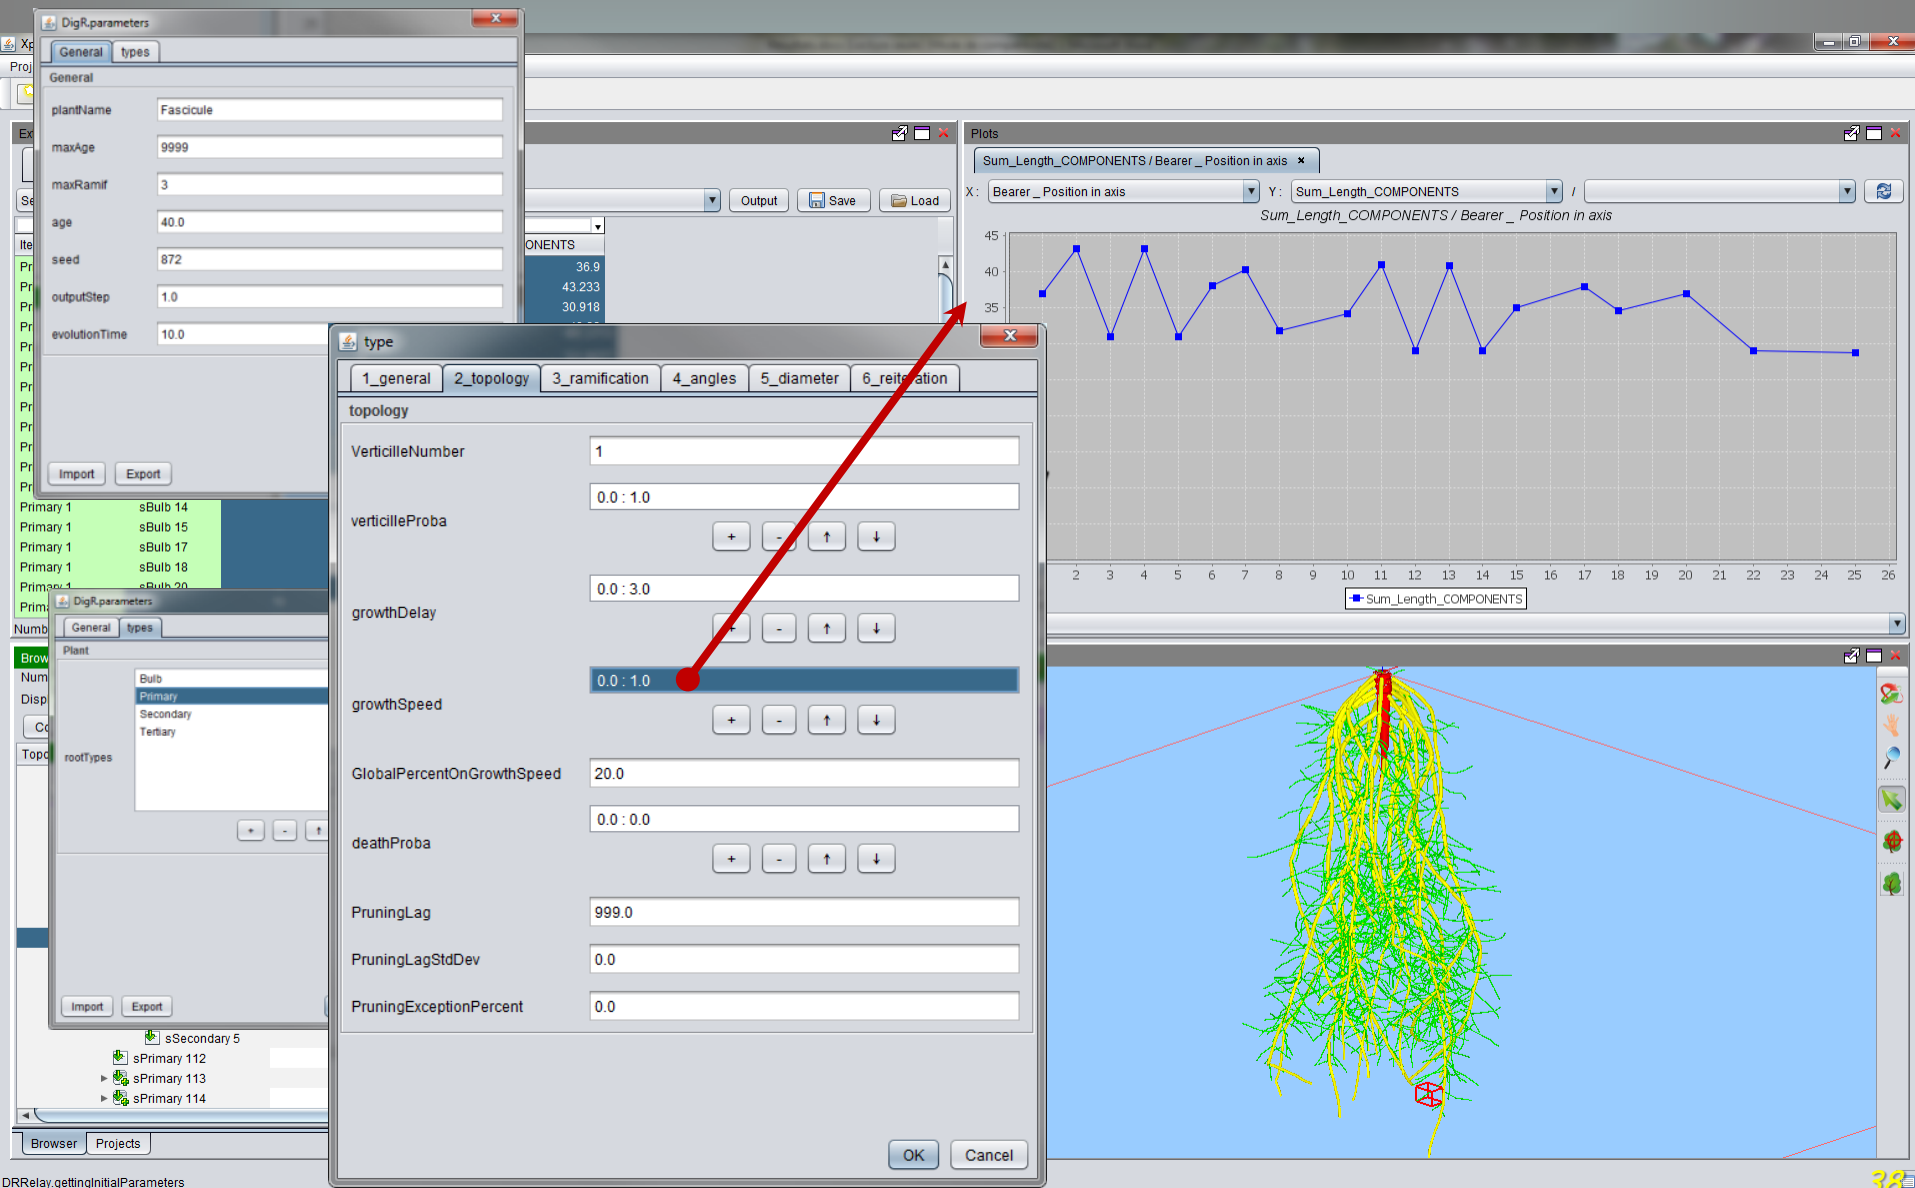 DigR.parameters
General types
General
plantName Fascicule
maxAge 9999
maxRamif 3
age 40.0
seed 872
outputStep 1.0
evolutionTime 10.0
Import Export
Output Save Load
ONENTS
36.9
43.233
30.918
Primary 1 sBulb 14
Primary 1 sBulb 15
Primary 1 sBulb 17
Primary 1 sBulb 18
Primary 1 sBulb 20
DigR.parameters
General types
Plant
rootTypes
Bulb
Primary
Secondary
Tertiary
+ - ↑
Import Export
sSecondary 5
sPrimary 112
sPrimary 113
sPrimary 114
Browser Projects
DRRelay.gettingInitialParameters
type
1_general 2_topology 3_ramification 4_angles 5_diameter 6_reiteration
topology
VerticilleNumber 1
verticilleProba 0.0 : 1.0
+ - ↑ ↓
growthDelay 0.0 : 3.0
+ - ↑ ↓
growthSpeed 0.0 : 1.0
+ - ↑ ↓
GlobalPercentOnGrowthSpeed 20.0
deathProba 0.0 : 0.0
+ - ↑ ↓
PruningLag 999.0
PruningLagStdDev 0.0
PruningExceptionPercent 0.0
OK Cancel
Plots
Sum_Length_COMPONENTS / Bearer _ Position in axis ×
X : Bearer _ Position in axis Y : Sum_Length_COMPONENTS /
Sum_Length_COMPONENTS / Bearer _ Position in axis
45
40
35
2 3 4 5 6 7 8 9 10 11 12 13 14 15 16 17 18 19 20 21 22 23 24 25 26
Sum_Length_COMPONENTS
38